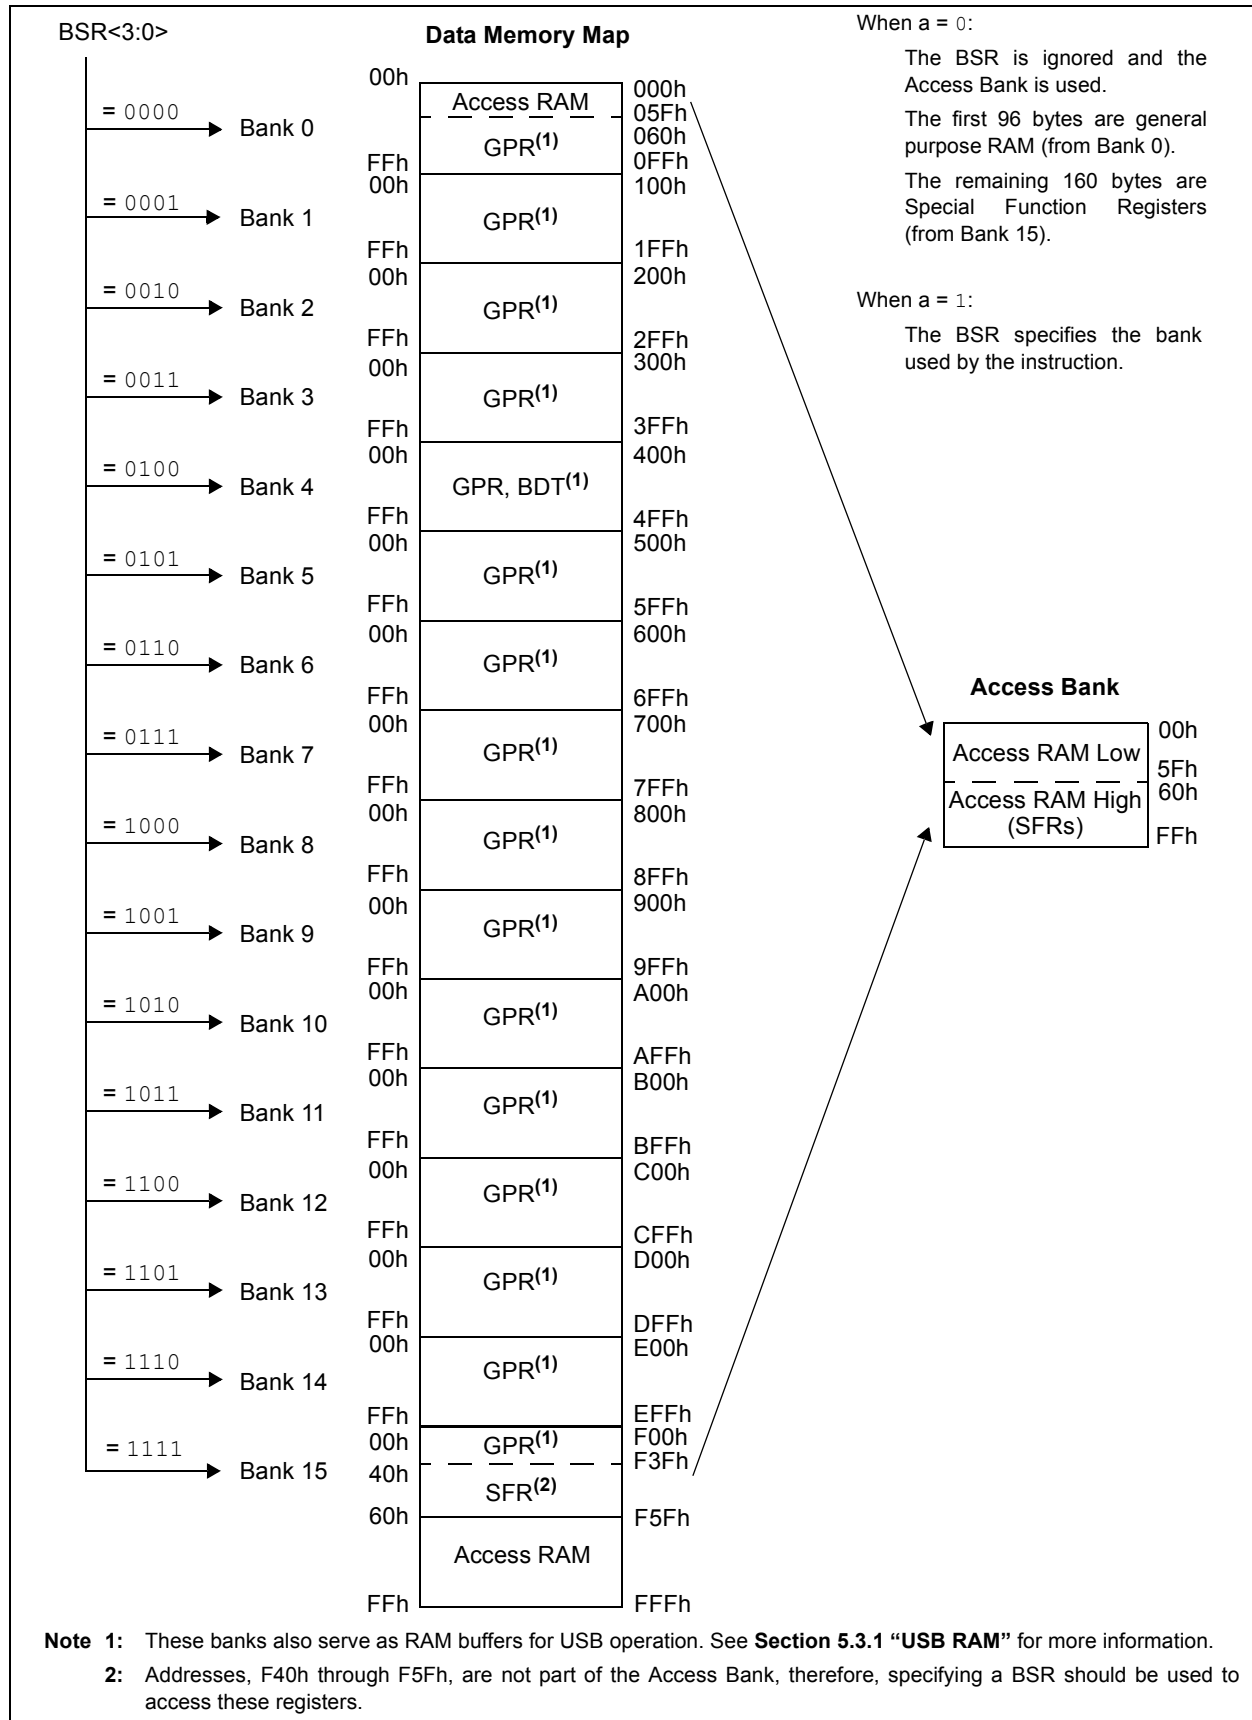 BSR<3:0>
Data Memory Map
When a = 0:
The BSR is ignored and the
Access Bank is used.
The first 96 bytes are general
purpose RAM (from Bank 0).
The remaining 160 bytes are
Special Function Registers
(from Bank 15).
When a = 1:
The BSR specifies the bank
used by the instruction.
= 0000
Bank 0
00h
Access RAM
GPR(1)
FFh
000h
05Fh
060h
0FFh
= 0001
Bank 1
00h
GPR(1)
FFh
100h
1FFh
= 0010
Bank 2
00h
GPR(1)
FFh
200h
2FFh
= 0011
Bank 3
00h
GPR(1)
FFh
300h
3FFh
= 0100
Bank 4
00h
GPR, BDT(1)
FFh
400h
4FFh
= 0101
Bank 5
00h
GPR(1)
FFh
500h
5FFh
= 0110
Bank 6
00h
GPR(1)
FFh
600h
6FFh
= 0111
Bank 7
00h
GPR(1)
FFh
700h
7FFh
= 1000
Bank 8
00h
GPR(1)
FFh
800h
8FFh
= 1001
Bank 9
00h
GPR(1)
FFh
900h
9FFh
= 1010
Bank 10
00h
GPR(1)
FFh
A00h
AFFh
= 1011
Bank 11
00h
GPR(1)
FFh
B00h
BFFh
= 1100
Bank 12
00h
GPR(1)
FFh
C00h
CFFh
= 1101
Bank 13
00h
GPR(1)
FFh
D00h
DFFh
= 1110
Bank 14
00h
GPR(1)
FFh
E00h
EFFh
= 1111
Bank 15
00h
GPR(1)
40h
SFR(2)
60h
Access RAM
FFh
F00h
F3Fh
F5Fh
FFFh
Access Bank
Access RAM Low
Access RAM High
(SFRs)
00h
5Fh
60h
FFh
Note 1: These banks also serve as RAM buffers for USB operation. See Section 5.3.1 “USB RAM” for more information.
2: Addresses, F40h through F5Fh, are not part of the Access Bank, therefore, specifying a BSR should be used to
access these registers.